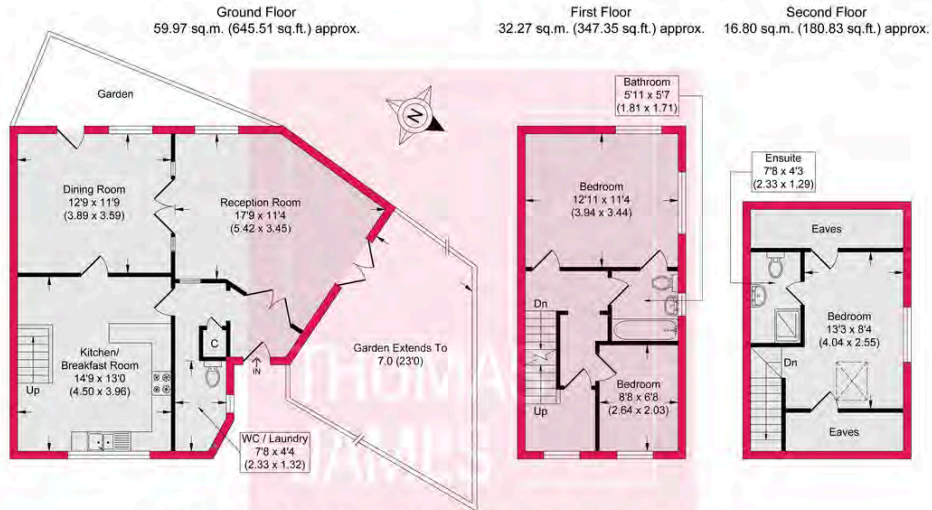 Ground Floor
59.97 sq.m. (645.51 sq.ft.) approx.
First Floor
32.27 sq.m. (347.35 sq.ft.) approx.
Second Floor
16.80 sq.m. (180.83 sq.ft.) approx.
Garden
N
Dining Room
12'9 x 11'9
(3.89 x 3.59)
Reception Room
17'9 x 11'4
(5.42 x 3.45)
Kitchen/
Breakfast Room
14'9 x 13'0
(4.50 x 3.96)
Up
C
IN
WC / Laundry
7'8 x 4'4
(2.33 x 1.32)
Garden Extends To
7.0 (23'0)
Bathroom
5'11 x 5'7
(1.81 x 1.71)
Bedroom
12'11 x 11'4
(3.94 x 3.44)
Dn
Up
Bedroom
8'8 x 6'8
(2.64 x 2.03)
Ensuite
7'8 x 4'3
(2.33 x 1.29)
Eaves
Bedroom
13'3 x 8'4
(4.04 x 2.55)
Dn
Eaves
THOMA
JAMES